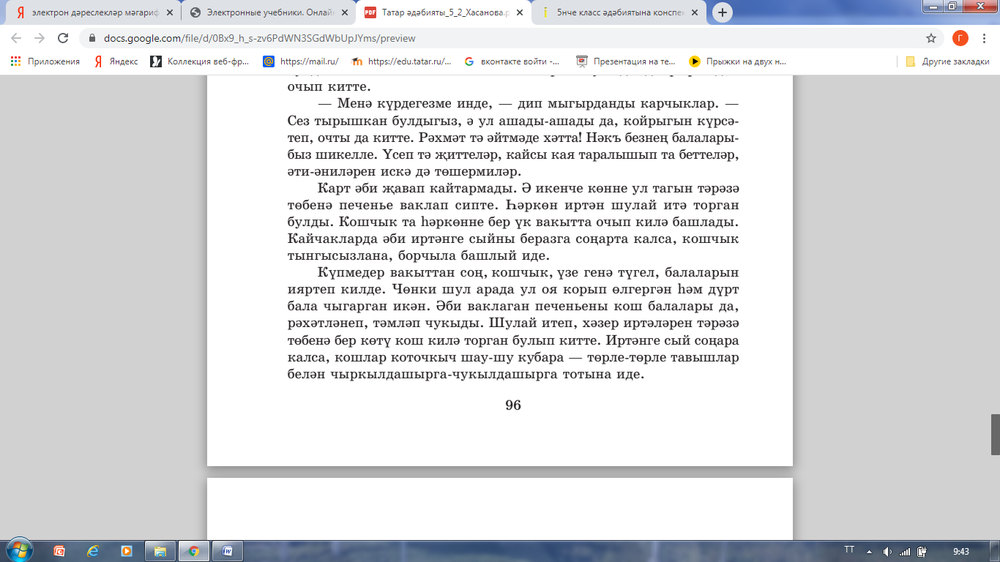 электрон дәреслекләр мәгариф
Электронные учебники. Онлайн
Татар әдәбияты_5_2_Хасанова.p
5нче класс әдәбиятына конспек
docs.google.com/file/d/0Bx9_h_s-zv6PdWN3SGdWbUpJYms/preview
Приложения
Яндекс
Коллекция веб-фр...
https://mail.ru/
https://edu.tatar.ru/...
вконтакте войти -...
Презентация на те...
Прыжки на двух н...
Другие закладки
очып китте.
— Менә күрдегезме инде, — дип мыгырданды карчыклар. —
Сез тырышкан булдыгыз, ә ул ашады-ашады да, койрыгын күрсә-
теп, очты да китте. Рәхмәт тә әйтмәде хәтта! Нәкъ безнең балалары-
быз шикелле. Үсеп тә җиттеләр, кайсы кая таралышып та беттеләр,
әти-әниләрен искә дә төшермиләр.
Карт әби җавап кайтармады. Ә икенче көнне ул тагын тәрәзә
төбенә печенье ваклап сипте. Һәркөн иртән шулай итә торган
булды. Кошчык та һәркөнне бер үк вакытта очып килә башлады.
Кайчакларда әби иртәнге сыйны беразга соңарта калса, кошчык
тынгысызлана, борчыла башлый иде.
Күпмедер вакыттан соң, кошчык, үзе генә түгел, балаларын
ияртеп килде. Чөнки шул арада ул оя корып өлгергән һәм дүрт
бала чыгарган икән. Әби ваклаган печеньены кош балалары да,
рәхәтләнеп, тәмләп чукыды. Шулай итеп, хәзер иртәләрен тәрәзә
төбенә бер көтү кош килә торган булып китте. Иртәнге сый соңара
калса, кошлар коточкыч шау-шу кубара — төрле-төрле тавышлар
белән чыркылдашырга-чукылдашырга тотына иде.
96
TT
9:43